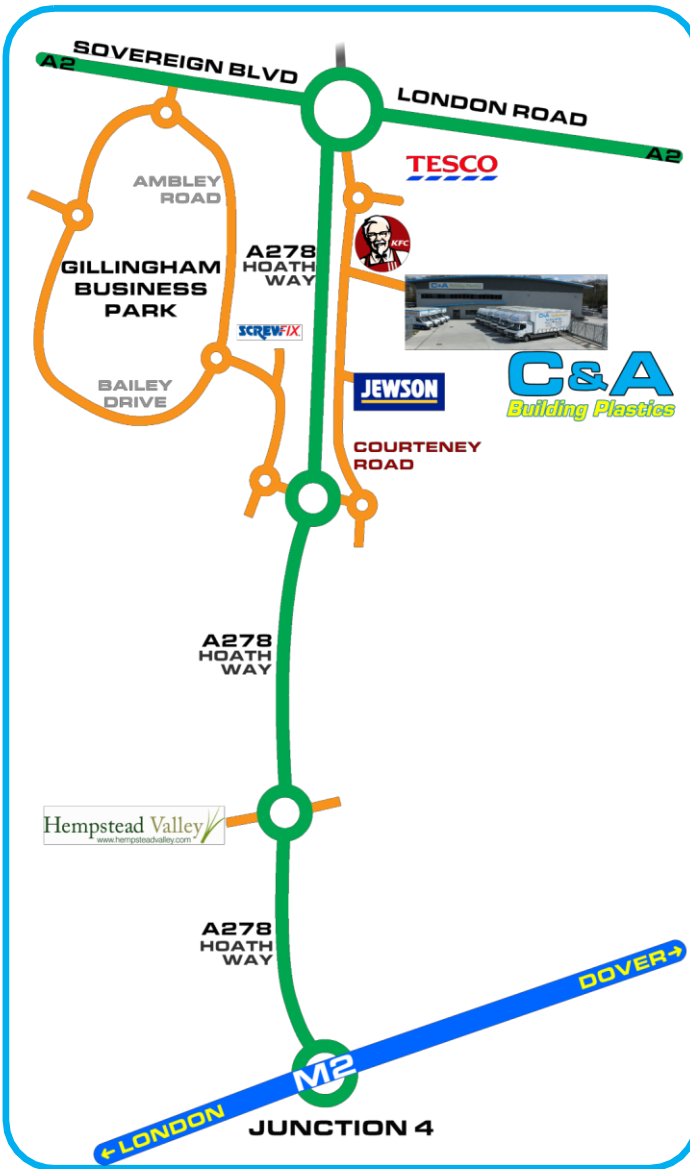 SOVEREIGN BLVD
A2
LONDON ROAD
A2
TESCO
AMBLEY
ROAD
KFC
A278
HOATH
WAY
GILLINGHAM
BUSINESS
PARK
C&A
SCREWFIX
C&A
Building Plastics
BAILEY
DRIVE
JEWSON
COURTENEY
ROAD
A278
HOATH
WAY
Hempstead Valley
www.hempsteadvalley.com
A278
HOATH
WAY
DOVER→
M2
←LONDON
JUNCTION 4